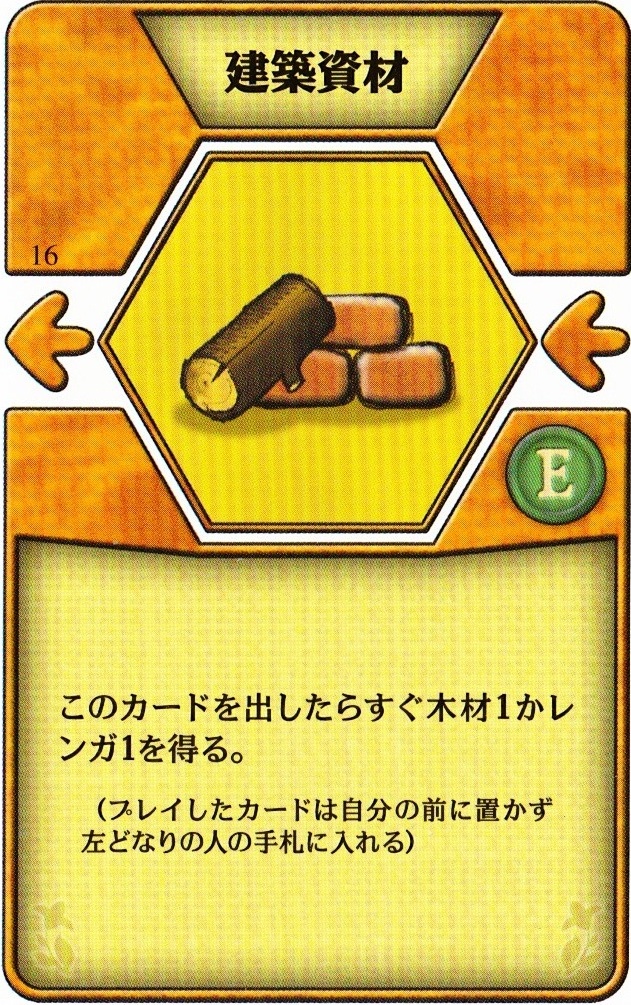 建築資材
16
E
このカードを出したらすぐ木材1かレ
ンガ1を得る。
(プレイしたカードは自分の前に置かず
左どなりの人の手札に入れる)